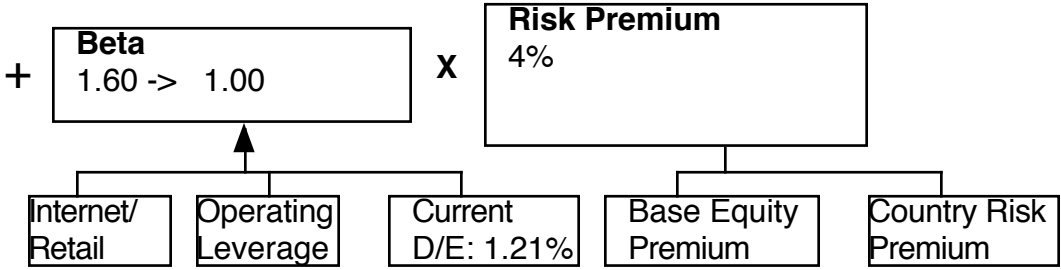 +
Beta
1.60 -> 1.00
X
Risk Premium
4%
Internet/
Retail
Operating
Leverage
Current
D/E: 1.21%
Base Equity
Premium
Country Risk
Premium